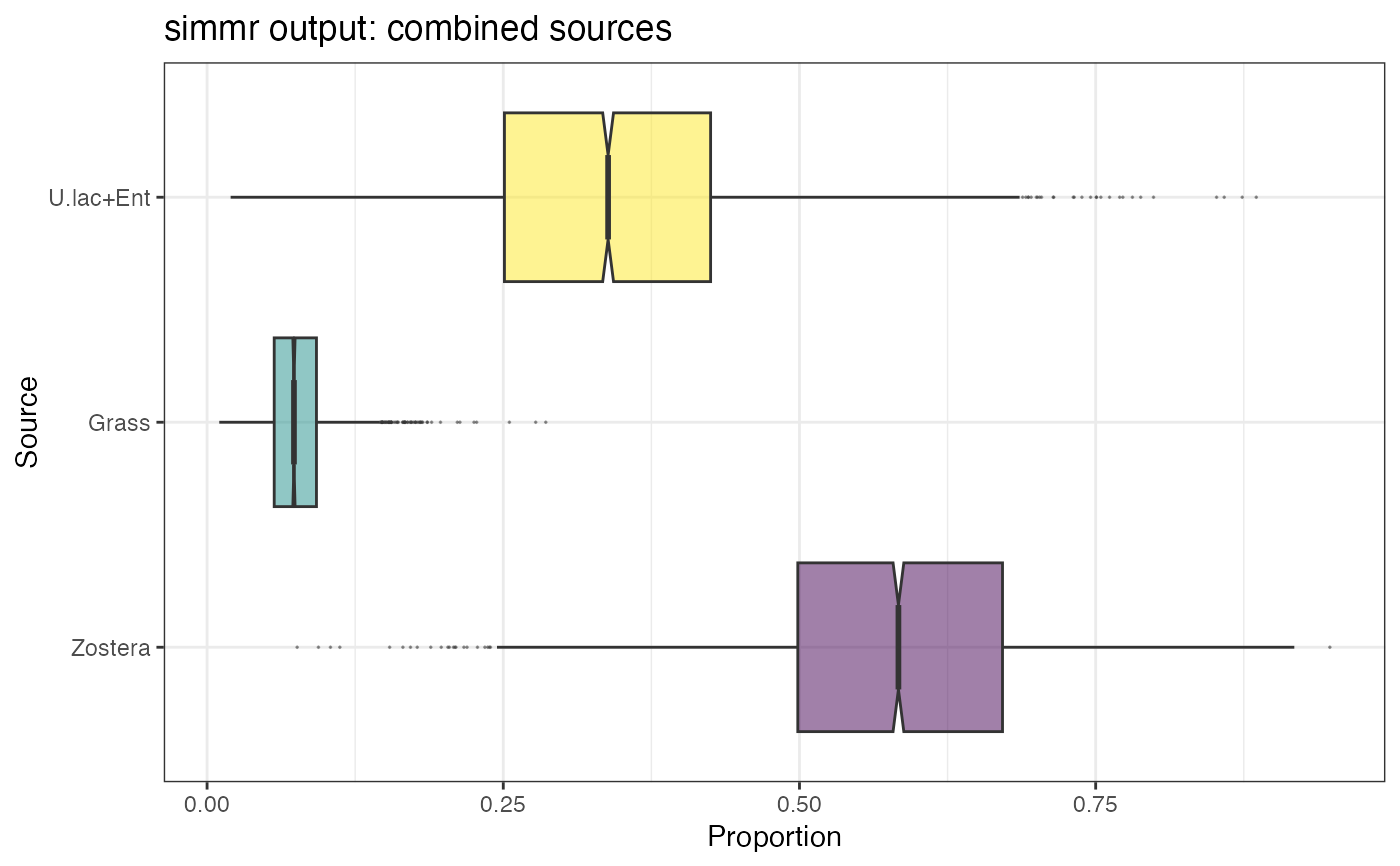 simmr output: combined sources
Source
U.lac+Ent
Grass
Zostera
0.00 0.25 0.50 0.75
Proportion